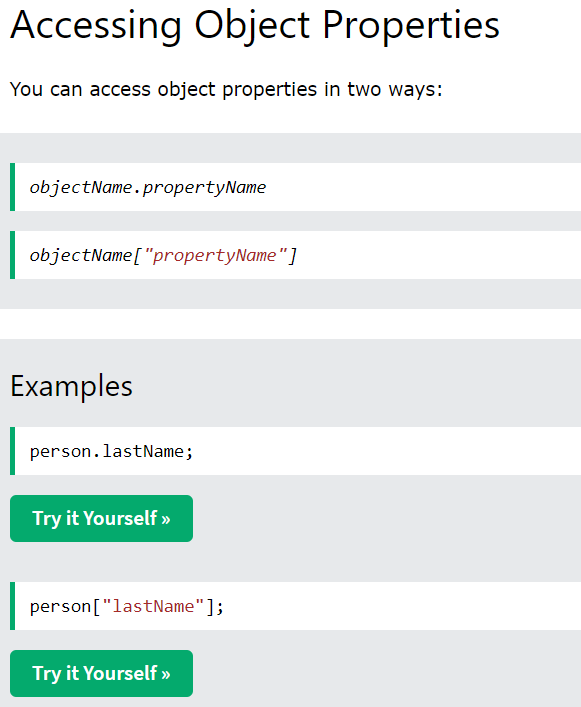 Accessing Object Properties
You can access object properties in two ways:
objectName.propertyName
objectName["propertyName"]
Examples
person.lastName;
Try it Yourself »
person["lastName"];
Try it Yourself »